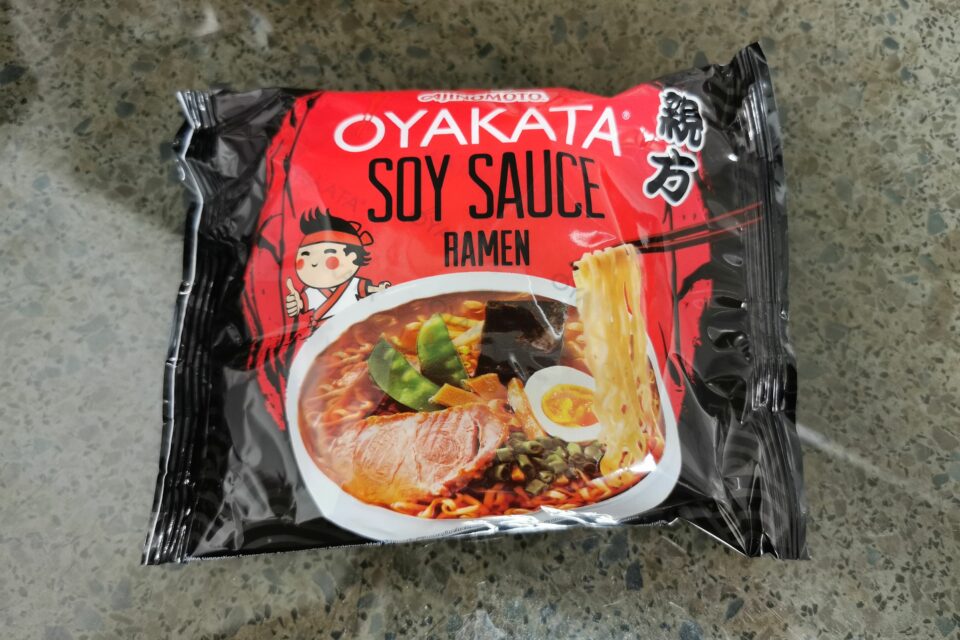 AJINOMOTO
OYAKATA®
SOY SAUCE
RAMEN
親方